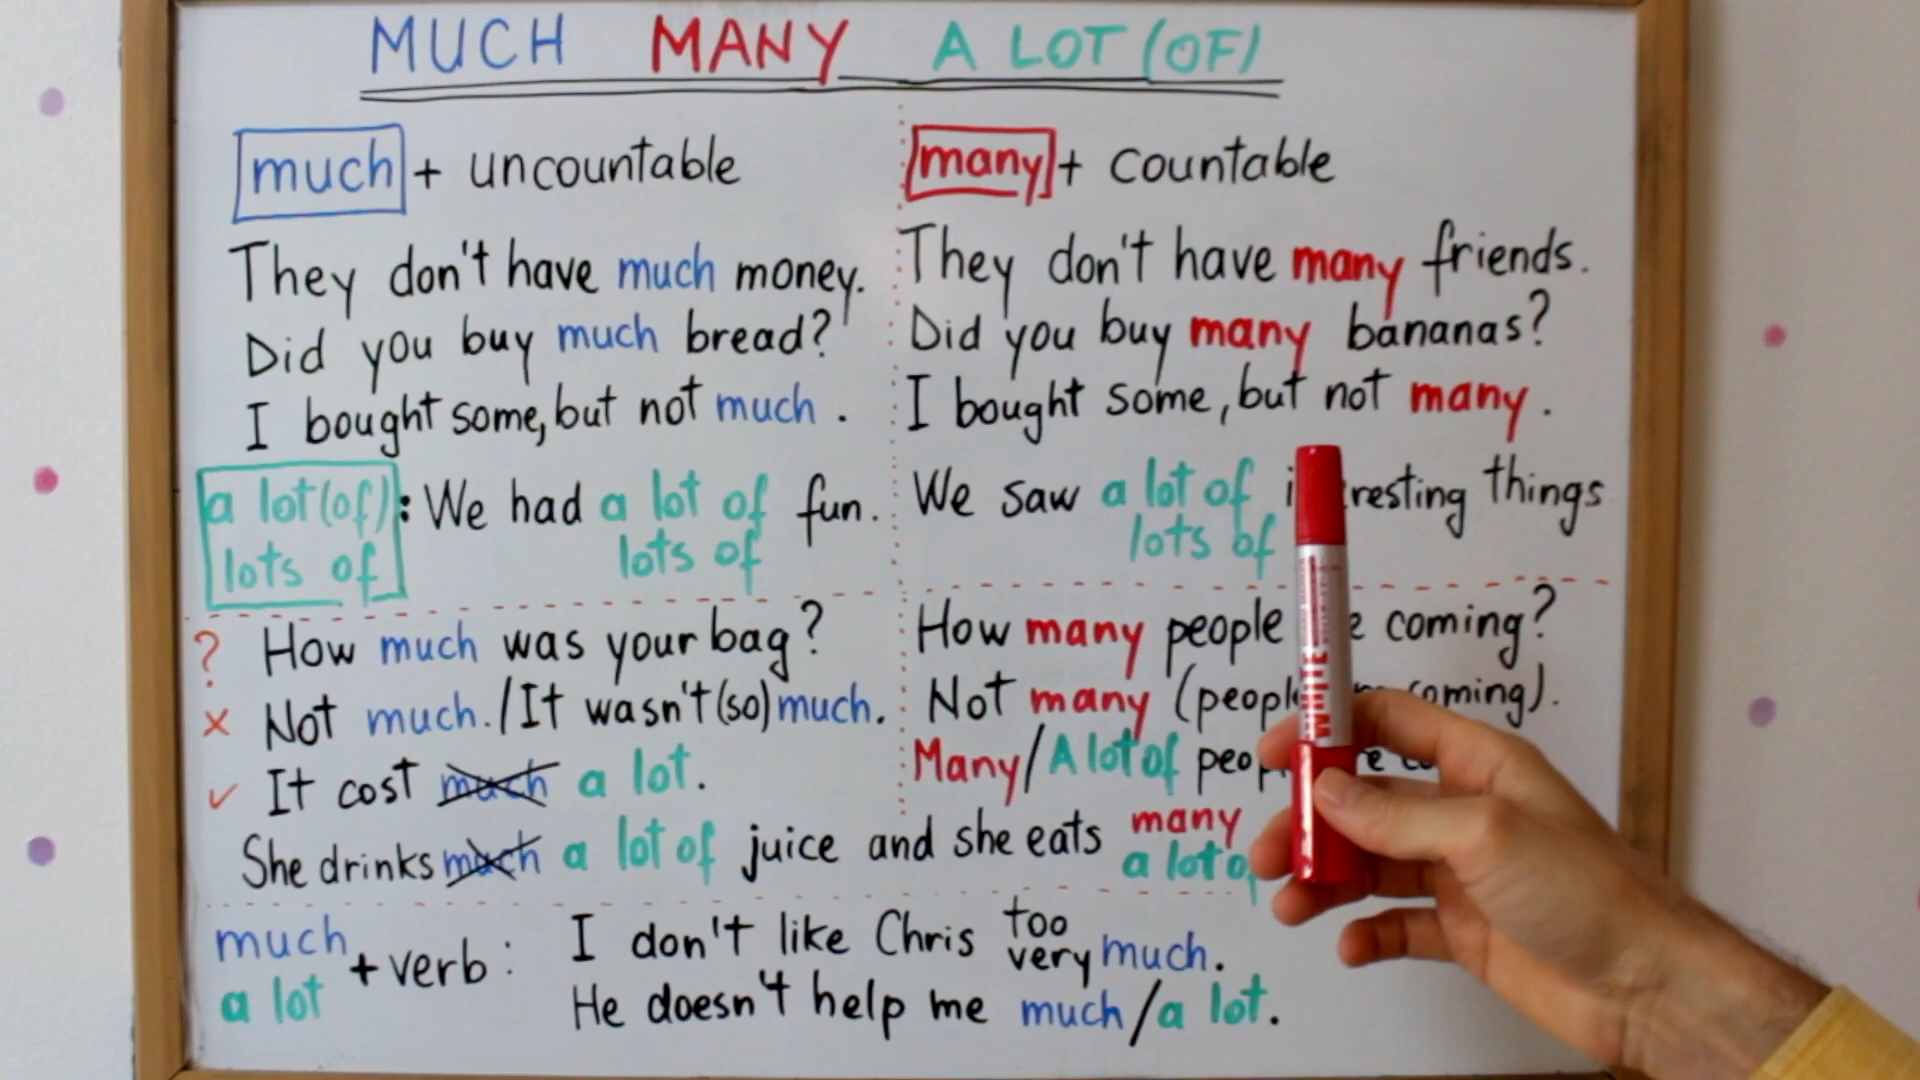 MUCH MANY A LOT (OF)
much + uncountable
They don't have much money.
Did you buy much bread?
I bought some, but not much.
many + countable
They don't have many friends.
Did you buy many bananas?
I bought some, but not many.
a lot (of) : We had a lot of fun.
lots of lots of
We saw a lot of things
lots of
? How much was your bag?
x Not much. / It wasn't (so) much.
✓ It cost much a lot.
How many people coming?
Not many coming).
Many / A lot of
She drinks much a lot of juice and she eats many
a lot
much
a lot + verb :
I don't like Chris too
very much.
He doesn't help me much / a lot.